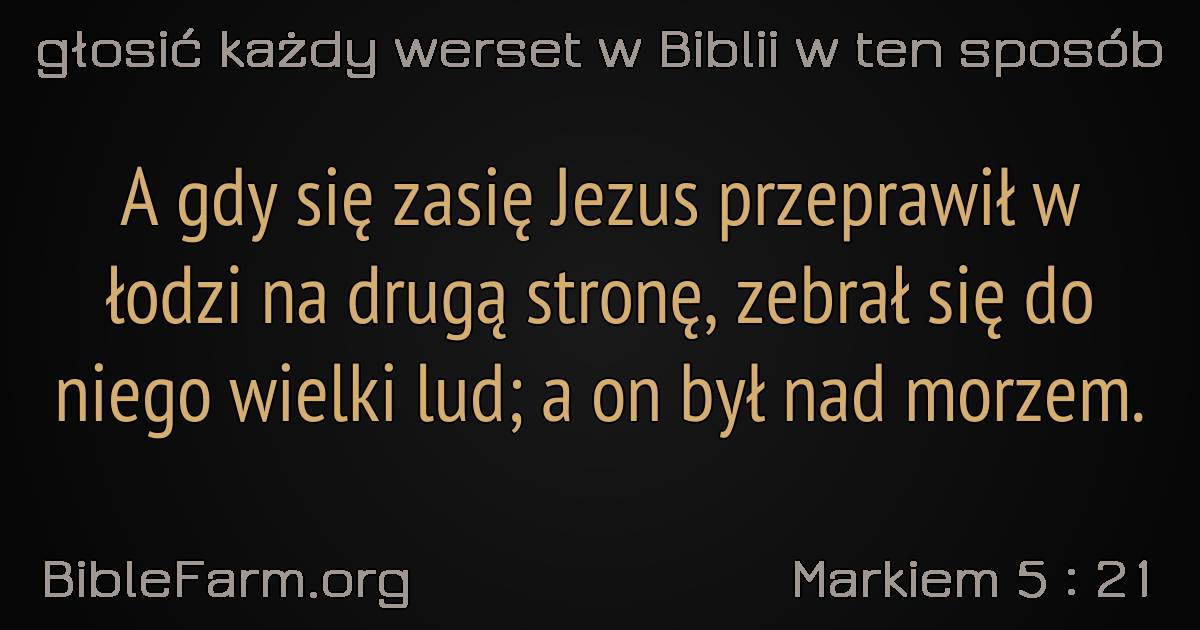 głosić każdy werset w Biblii w ten sposób
A gdy się zasię Jezus przeprawił w
łodzi na drugą stronę, zebrał się do
niego wielki lud; a on był nad morzem.
BibleFarm.org
Markiem 5 : 21